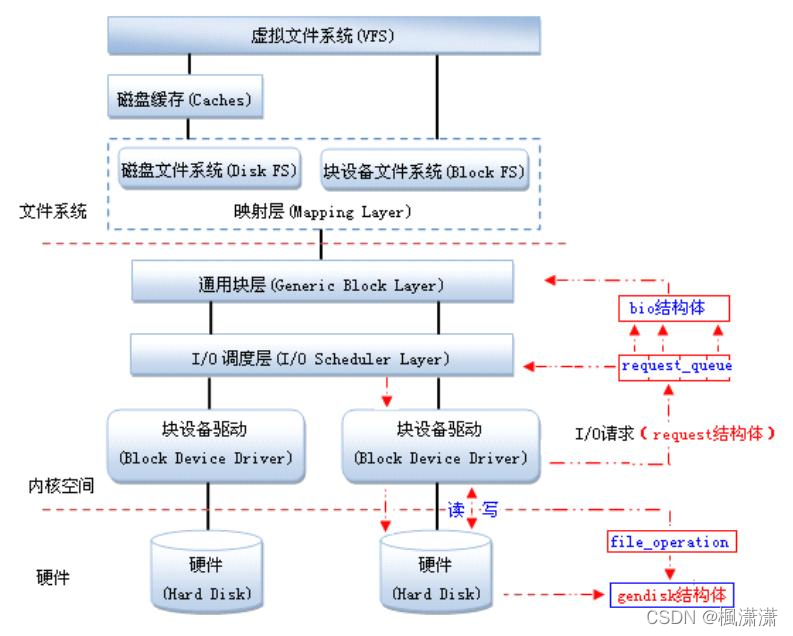 虚拟文件系统(VFS)
磁盘缓存(Caches)
磁盘文件系统(Disk FS)
块设备文件系统(Block FS)
文件系统
映射层(Mapping Layer)
通用块层(Generic Block Layer)
bio结构体
I/O 调度层(I/O Scheduler Layer)
request_queue
块设备驱动
(Block Device Driver)
块设备驱动
(Block Device Driver)
I/O请求(request结构体)
内核空间
读 写
file_operation
硬件
硬件
(Hard Disk)
硬件
(Hard Disk)
gendisk结构体
CSDN @楓潇潇